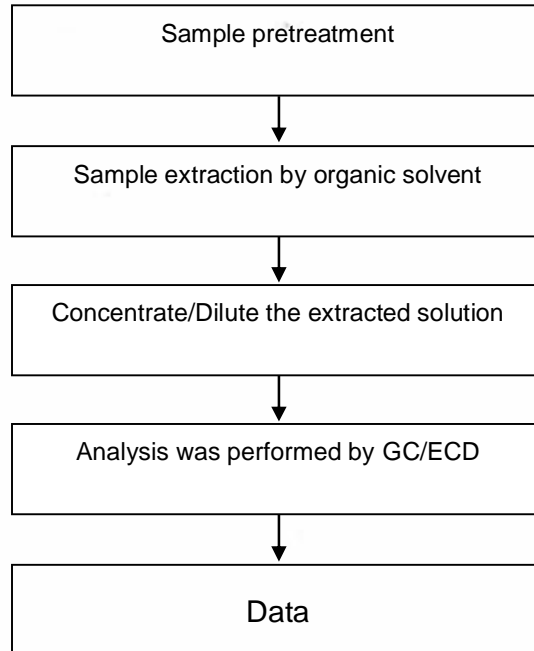 Sample pretreatment
Sample extraction by organic solvent
Concentrate/Dilute the extracted solution
Analysis was performed by GC/ECD
Data